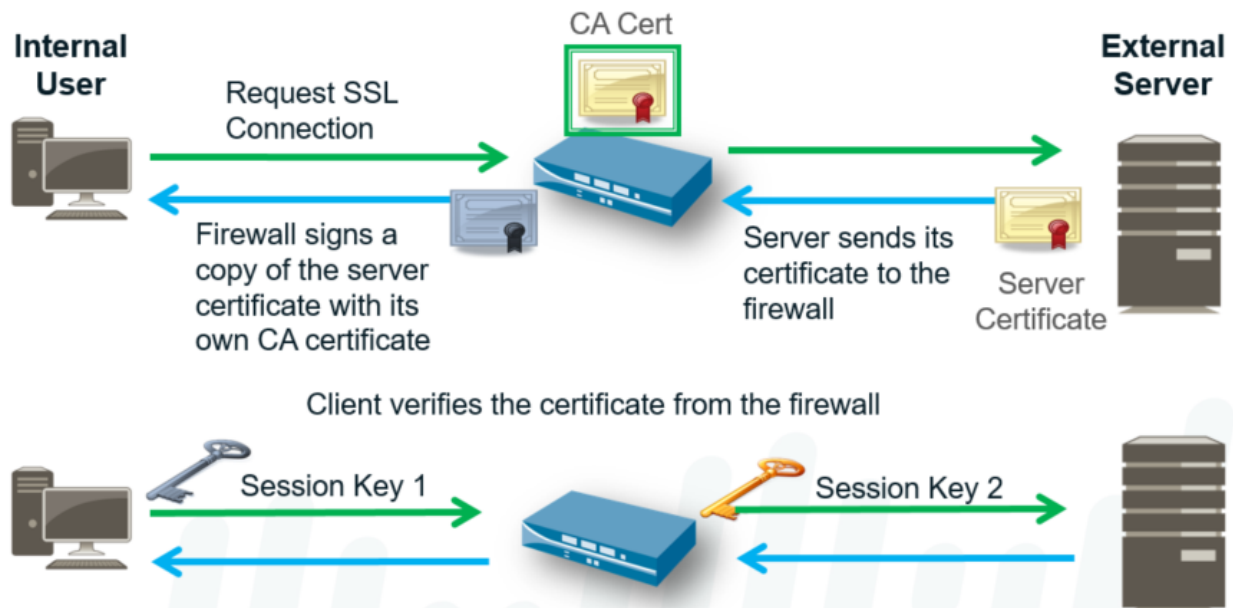 Internal
User
CA Cert
External
Server
Request SSL
Connection
Firewall signs a
copy of the server
certificate with its
own CA certificate
Server sends its
certificate to the
firewall
Server
Certificate
Client verifies the certificate from the firewall
Session Key 1
Session Key 2